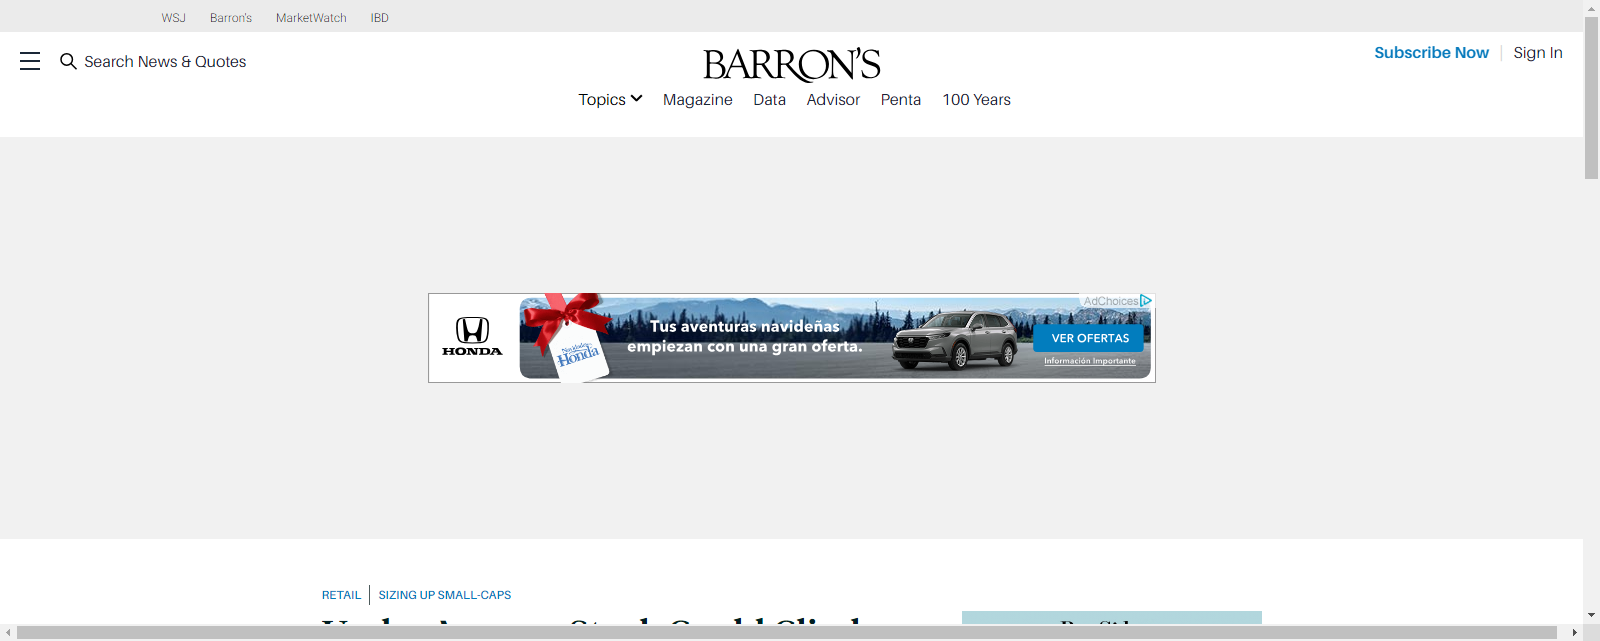 WSJ Barron's MarketWatch IBD
Search News & Quotes
BARRON'S
Subscribe Now Sign In
Topics Magazine Data Advisor Penta 100 Years
AdChoices
HONDA
Navidades Honda
Tus aventuras navideñas
empiezan con una gran oferta.
VER OFERTAS
Información Importante
RETAIL SIZING UP SMALL-CAPS